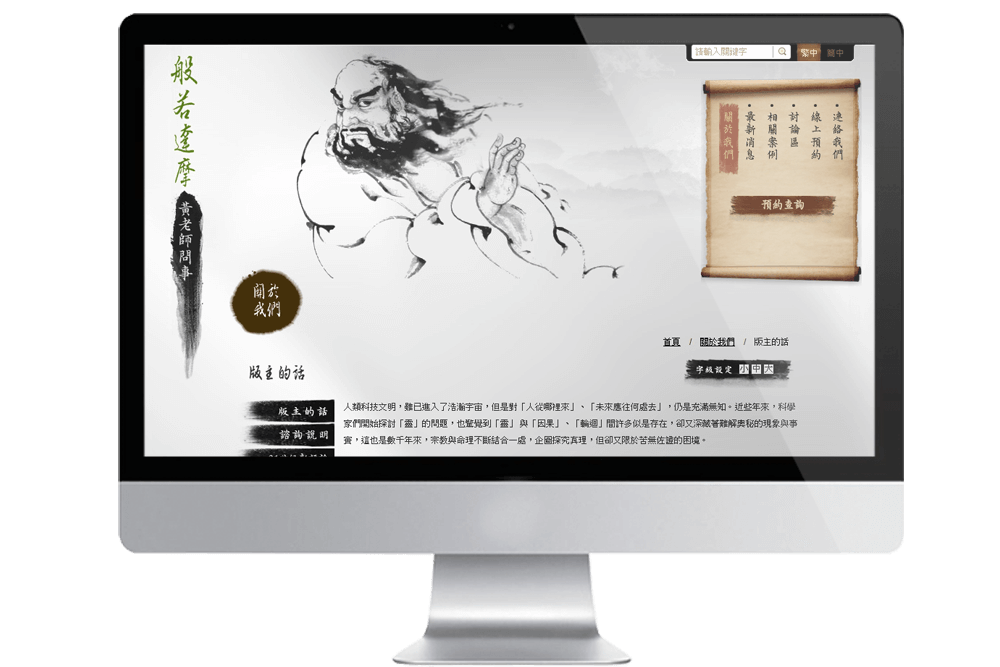 請輸入關鍵字
繁中
簡中
般若達摩
黃老師問事
關於我們
最新消息
相關案例
討論區
線上預約
連絡我們
預約查詢
關於
我們
首頁 / 關於我們 / 版主的話
字級設定 小 中 大
版主的話
版主的話
諮詢說明
人類科技文明，雖已進入了浩瀚宇宙，但是對「人從哪裡來」、「未來應往何處去」，仍是充滿無知。近些年來，科學
家們開始探討「靈」的問題，也驚覺到「靈」與「因果」、「輪迴」間許多似是存在，卻又深藏著難解奧秘的現象與事
實，這也是數千年來，宗教與命理不斷結合一處，企圖探究真理，但卻又限於苦無佐證的困境。